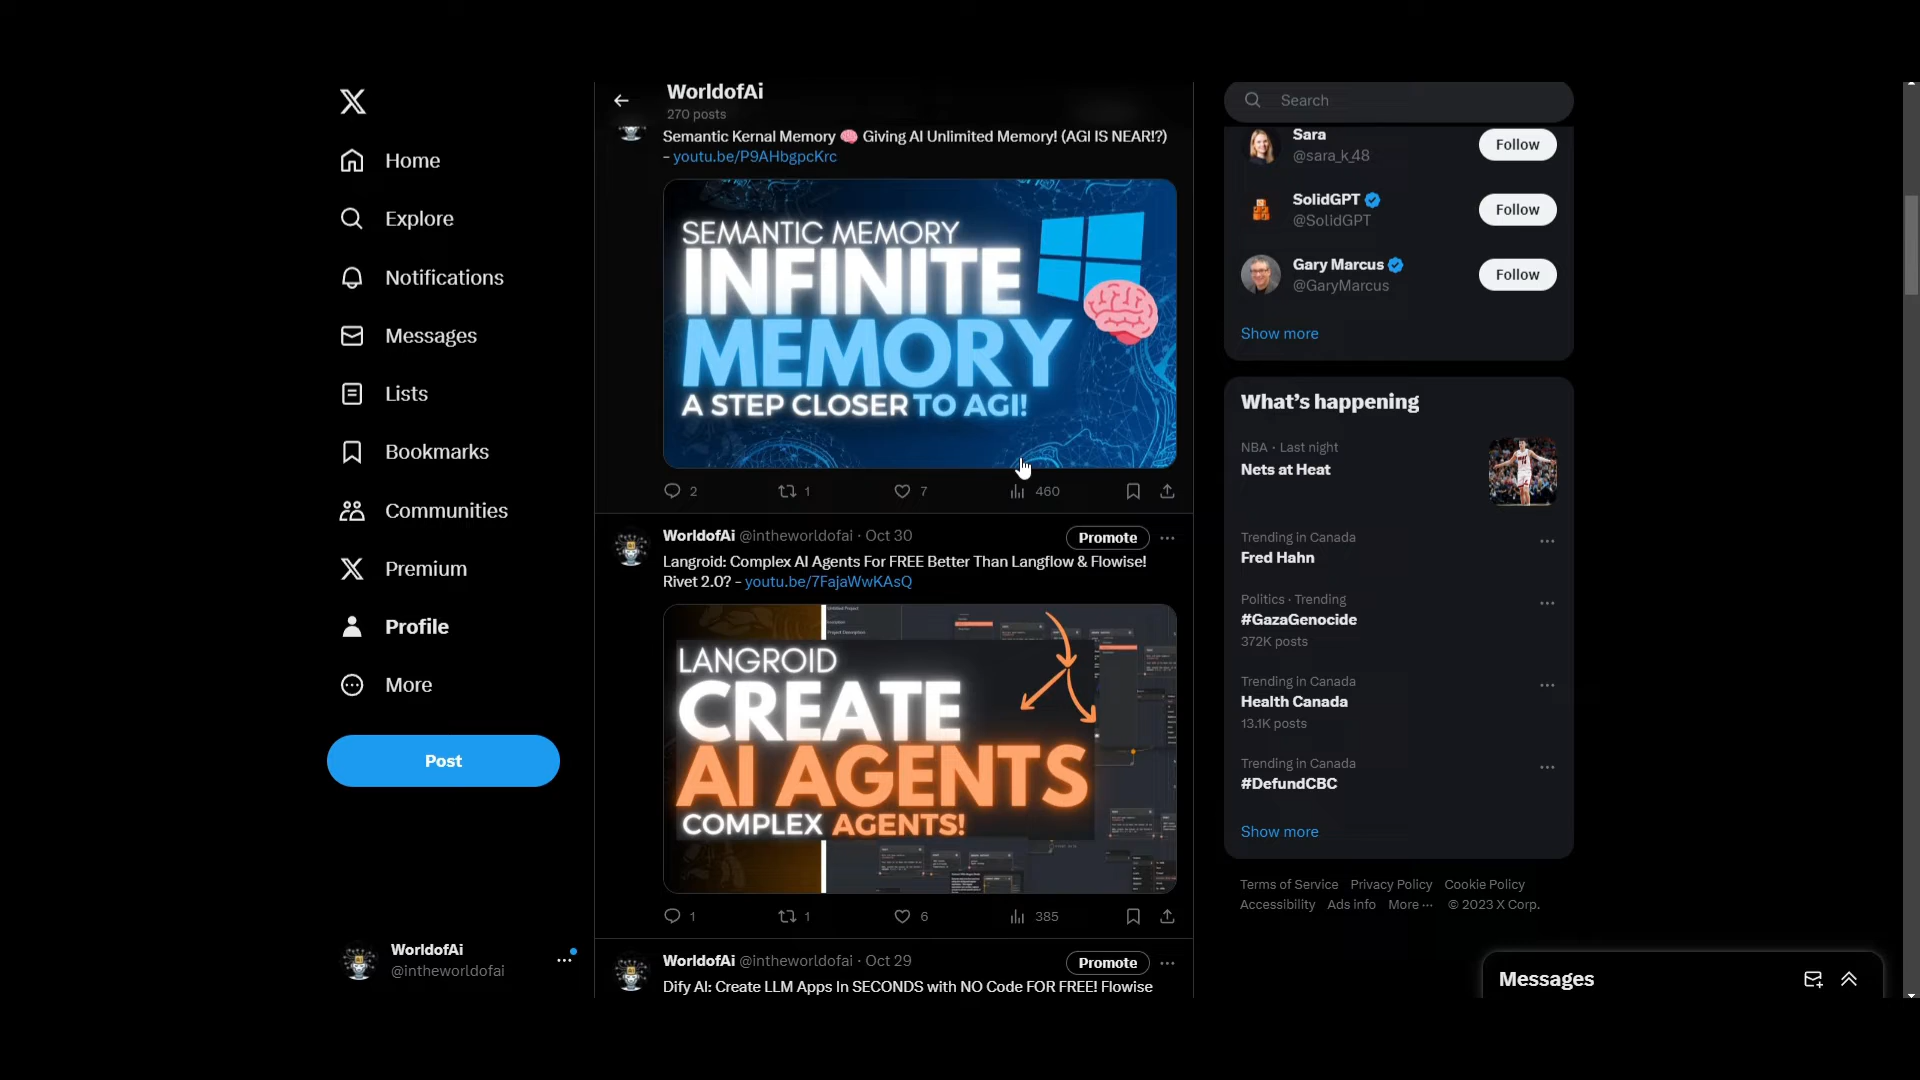 Home
Explore
Notifications
Messages
Lists
Bookmarks
Communities
Premium
Profile
More
Post
WorldofAi
@intheworldofai
WorldofAi
270 posts
Semantic Kernal Memory 🧠 Giving AI Unlimited Memory! (AGI IS NEAR!?)
- youtu.be/P9AHbgpcKrc
SEMANTIC MEMORY
INFINITE
MEMORY
A STEP CLOSER TO AGI!
2 1 7 460
WorldofAi @intheworldofai · Oct 30
Promote
Langroid: Complex AI Agents For FREE Better Than Langflow & Flowise!
Rivet 2.0? - youtu.be/7FajaWwKAsQ
LANGROID
CREATE
AI AGENTS
COMPLEX AGENTS!
1 1 6 385
WorldofAi @intheworldofai · Oct 29
Promote
Dify AI: Create LLM Apps In SECONDS with NO Code FOR FREE! Flowise
Search
Sara
@sara_k_48
Follow
SolidGPT
@SolidGPT
Follow
Gary Marcus
@GaryMarcus
Follow
Show more
What's happening
NBA · Last night
Nets at Heat
Trending in Canada
Fred Hahn
Politics · Trending
#GazaGenocide
372K posts
Trending in Canada
Health Canada
13.1K posts
Trending in Canada
#DefundCBC
Show more
Terms of Service Privacy Policy Cookie Policy
Accessibility Ads info More ··· © 2023 X Corp.
Messages